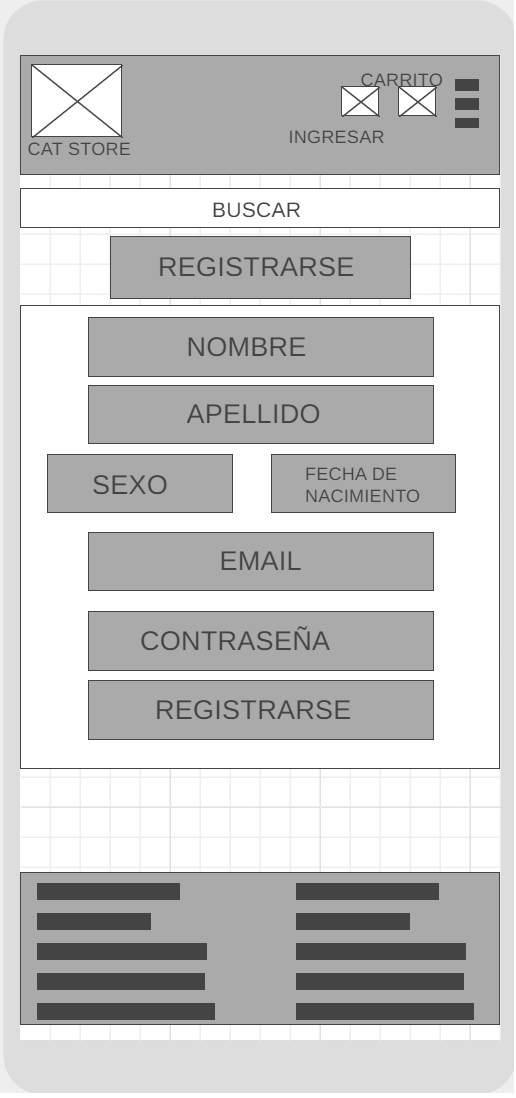 CARRITO
INGRESAR
CAT STORE
BUSCAR
REGISTRARSE
NOMBRE
APELLIDO
SEXO
FECHA DE
NACIMIENTO
EMAIL
CONTRASEÑA
REGISTRARSE